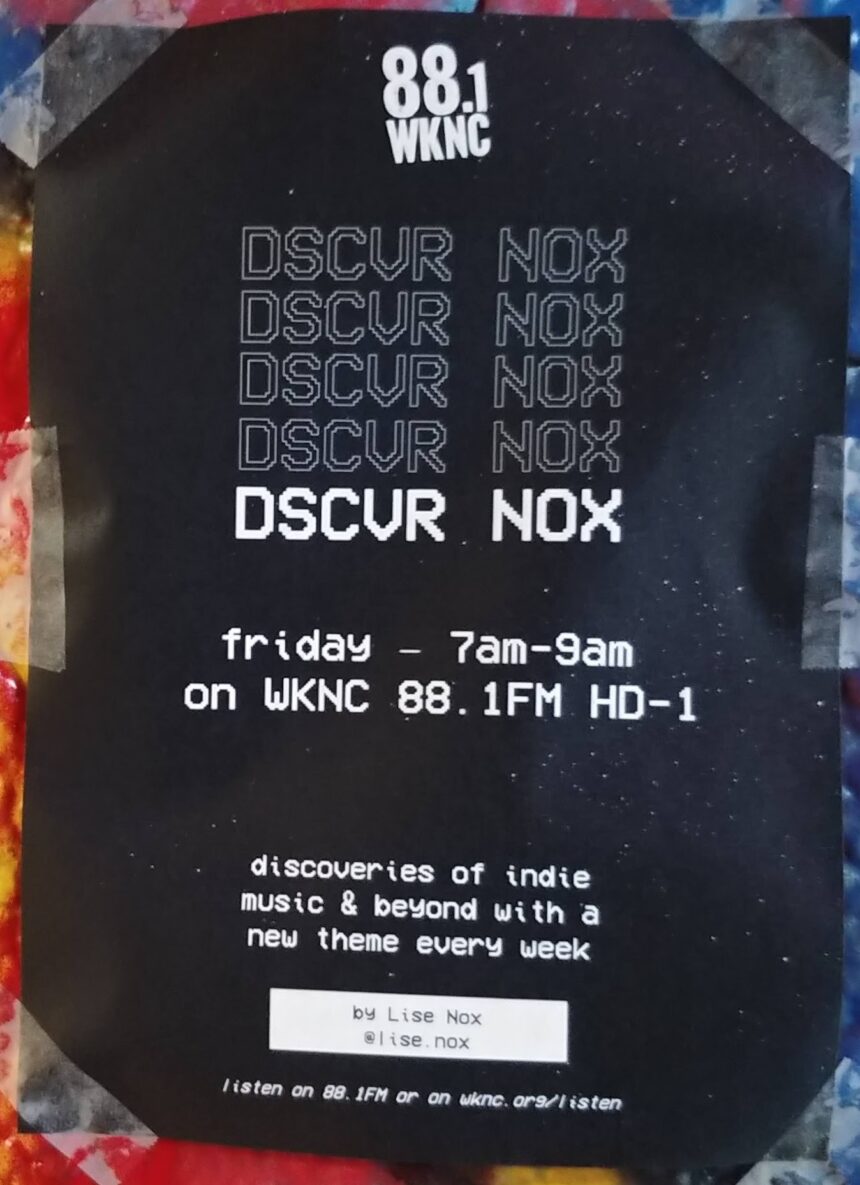 88.1
WKNC
DSCVR NOX
DSCVR NOX
DSCVR NOX
DSCVR NOX
DSCVR NOX
friday – 7am-9am
on WKNC 88.1FM HD-1
discoveries of indie
music & beyond with a
new theme every week
by Lise Nox
@lise.nox
listen on 88.1FM or on wknc.org/listen